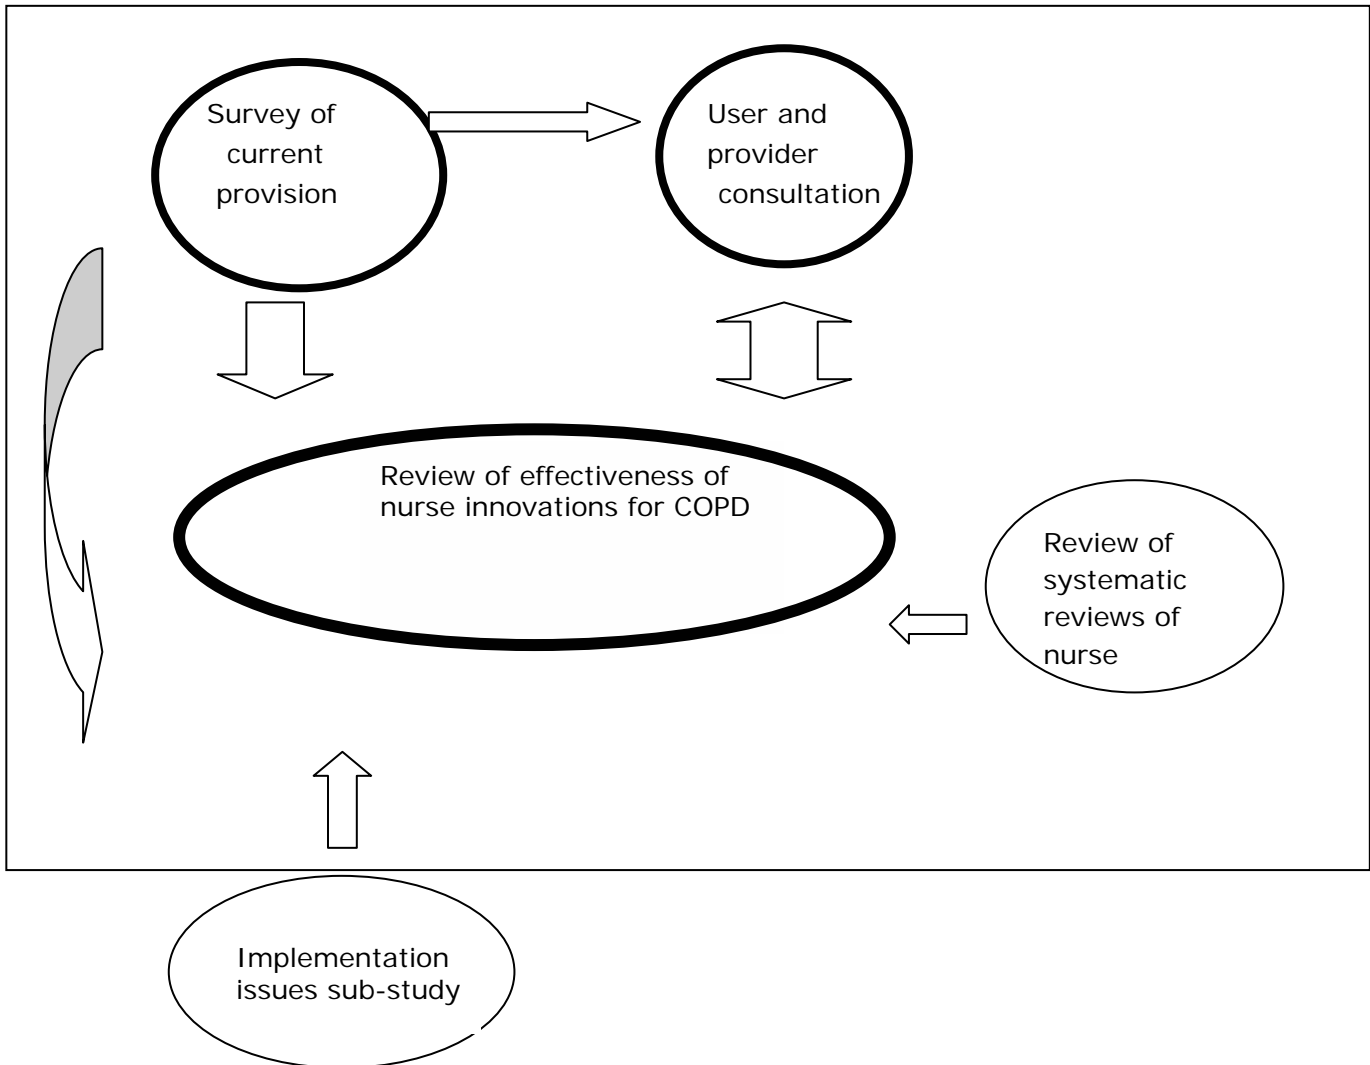 Survey of
current
provision
User and
provider
consultation
Review of effectiveness of
nurse innovations for COPD
Review of
systematic
reviews of
nurse
Implementation
issues sub-study